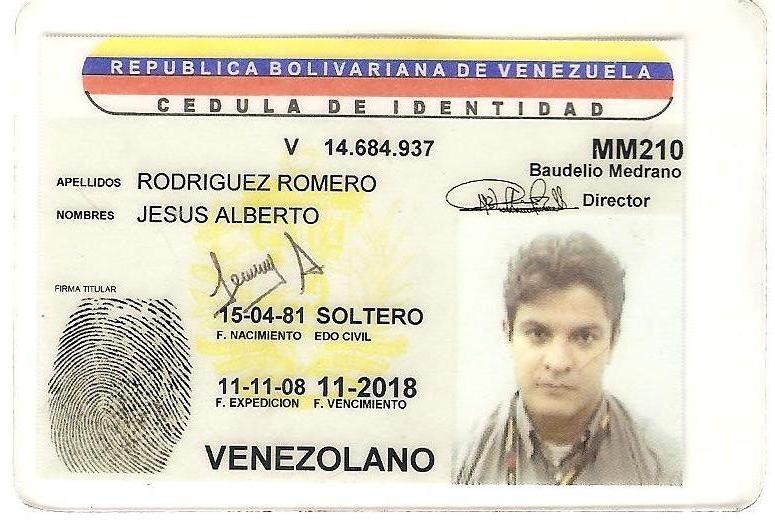 REPUBLICA BOLIVARIANA DE VENEZUELA
CEDULA DE IDENTIDAD
V 14.684.937
MM210
Baudelio Medrano
Director
APELLIDOS RODRIGUEZ ROMERO
NOMBRES JESUS ALBERTO
FIRMA TITULAR
15-04-81 SOLTERO
F. NACIMIENTO EDO CIVIL
11-11-08 11-2018
F. EXPEDICION F. VENCIMIENTO
VENEZOLANO